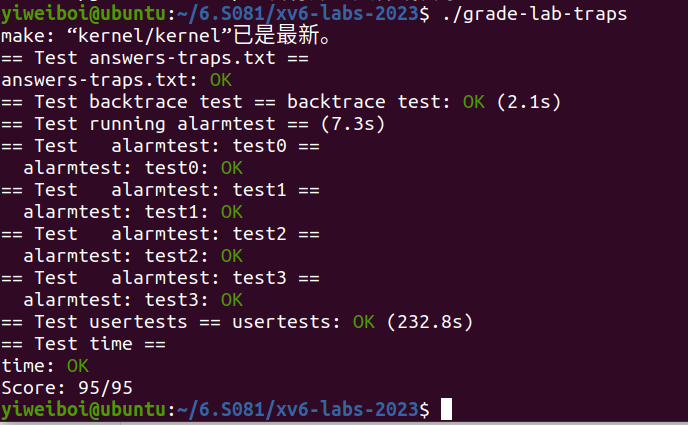 yiweiboi@ubuntu:~/6.S081/xv6-labs-2023$ ./grade-lab-traps
make: “kernel/kernel”已是最新。
== Test answers-traps.txt ==
answers-traps.txt: OK
== Test backtrace test == backtrace test: OK (2.1s)
== Test running alarmtest == (7.3s)
== Test   alarmtest: test0 ==
  alarmtest: test0: OK
== Test   alarmtest: test1 ==
  alarmtest: test1: OK
== Test   alarmtest: test2 ==
  alarmtest: test2: OK
== Test   alarmtest: test3 ==
  alarmtest: test3: OK
== Test usertests == usertests: OK (232.8s)
== Test time ==
time: OK
Score: 95/95
yiweiboi@ubuntu:~/6.S081/xv6-labs-2023$